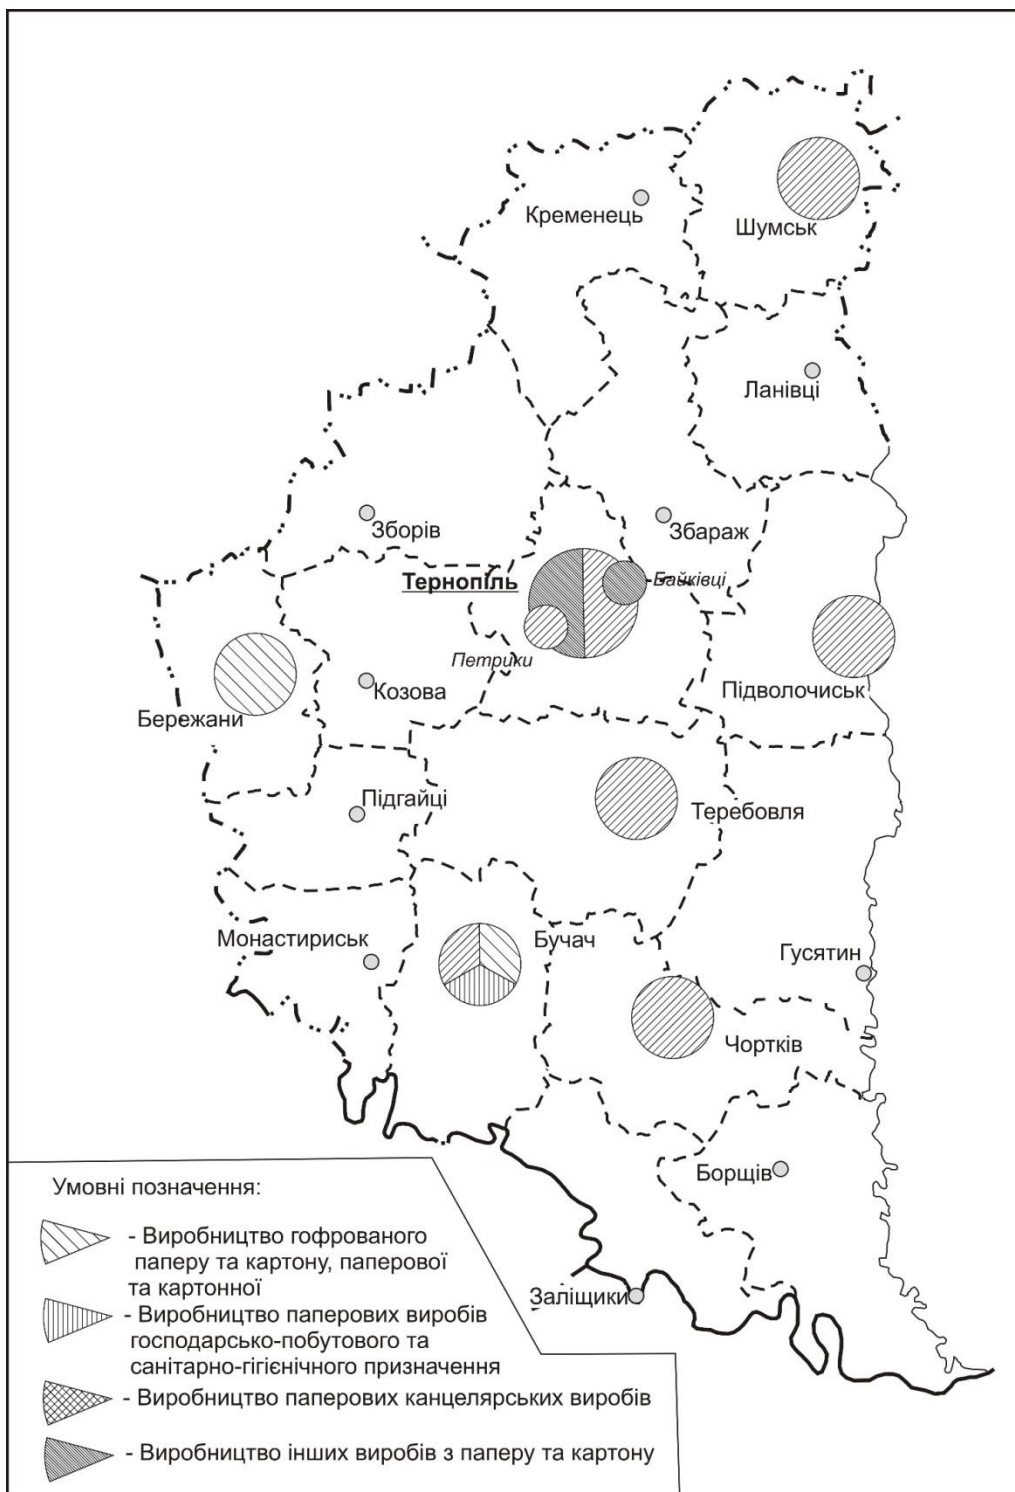 Кременець
Шумськ
Ланівці
Зборів
Збараж
Тернопіль
Байківці
Петрики
Козова
Підволочиськ
Бережани
Підгайці
Теребовля
Монастириськ
Бучач
Гусятин
Чортків
Борщів
Заліщики
Умовні позначення:
- Виробництво гофрованого
паперу та картону, паперової
та картонної
- Виробництво паперових виробів
господарсько-побутового та
санітарно-гігієнічного призначення
- Виробництво паперових канцелярських виробів
- Виробництво інших виробів з паперу та картону